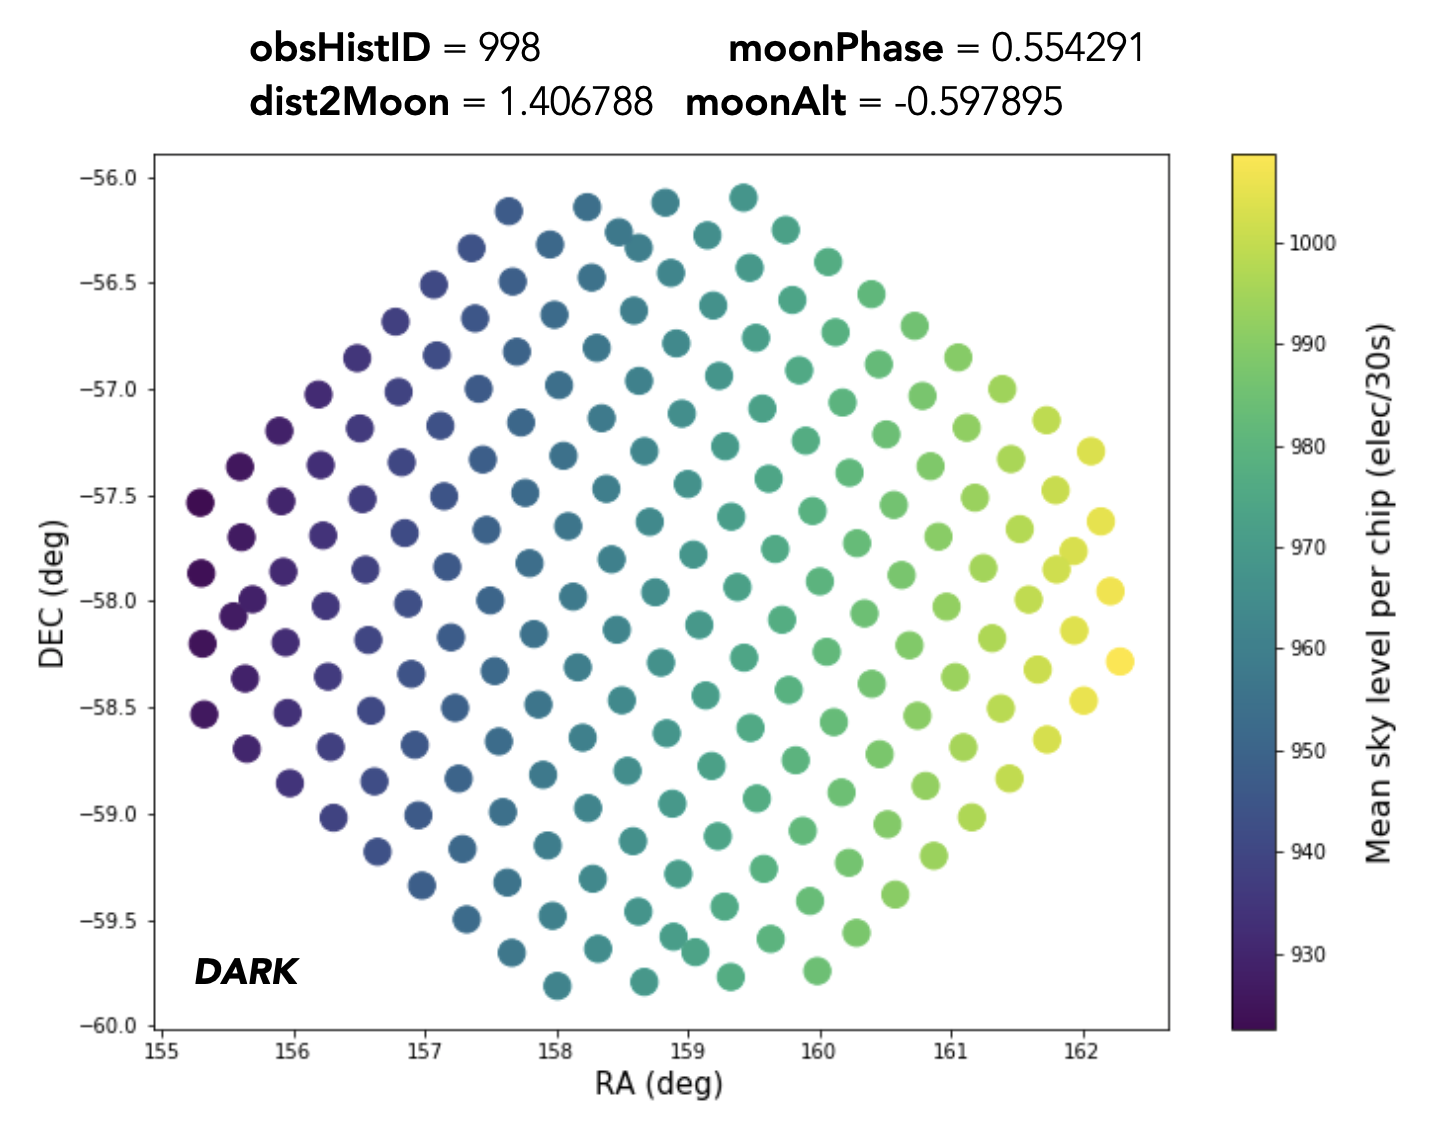 obsHistID = 998 moonPhase = 0.554291
dist2Moon = 1.406788 moonAlt = -0.597895
−56.0
−56.5
−57.0
−57.5
−58.0
−58.5
−59.0
−59.5
−60.0
DEC (deg)
DARK
155 156 157 158 159 160 161 162
RA (deg)
1000
990
980
970
960
950
940
930
Mean sky level per chip (elec/30s)